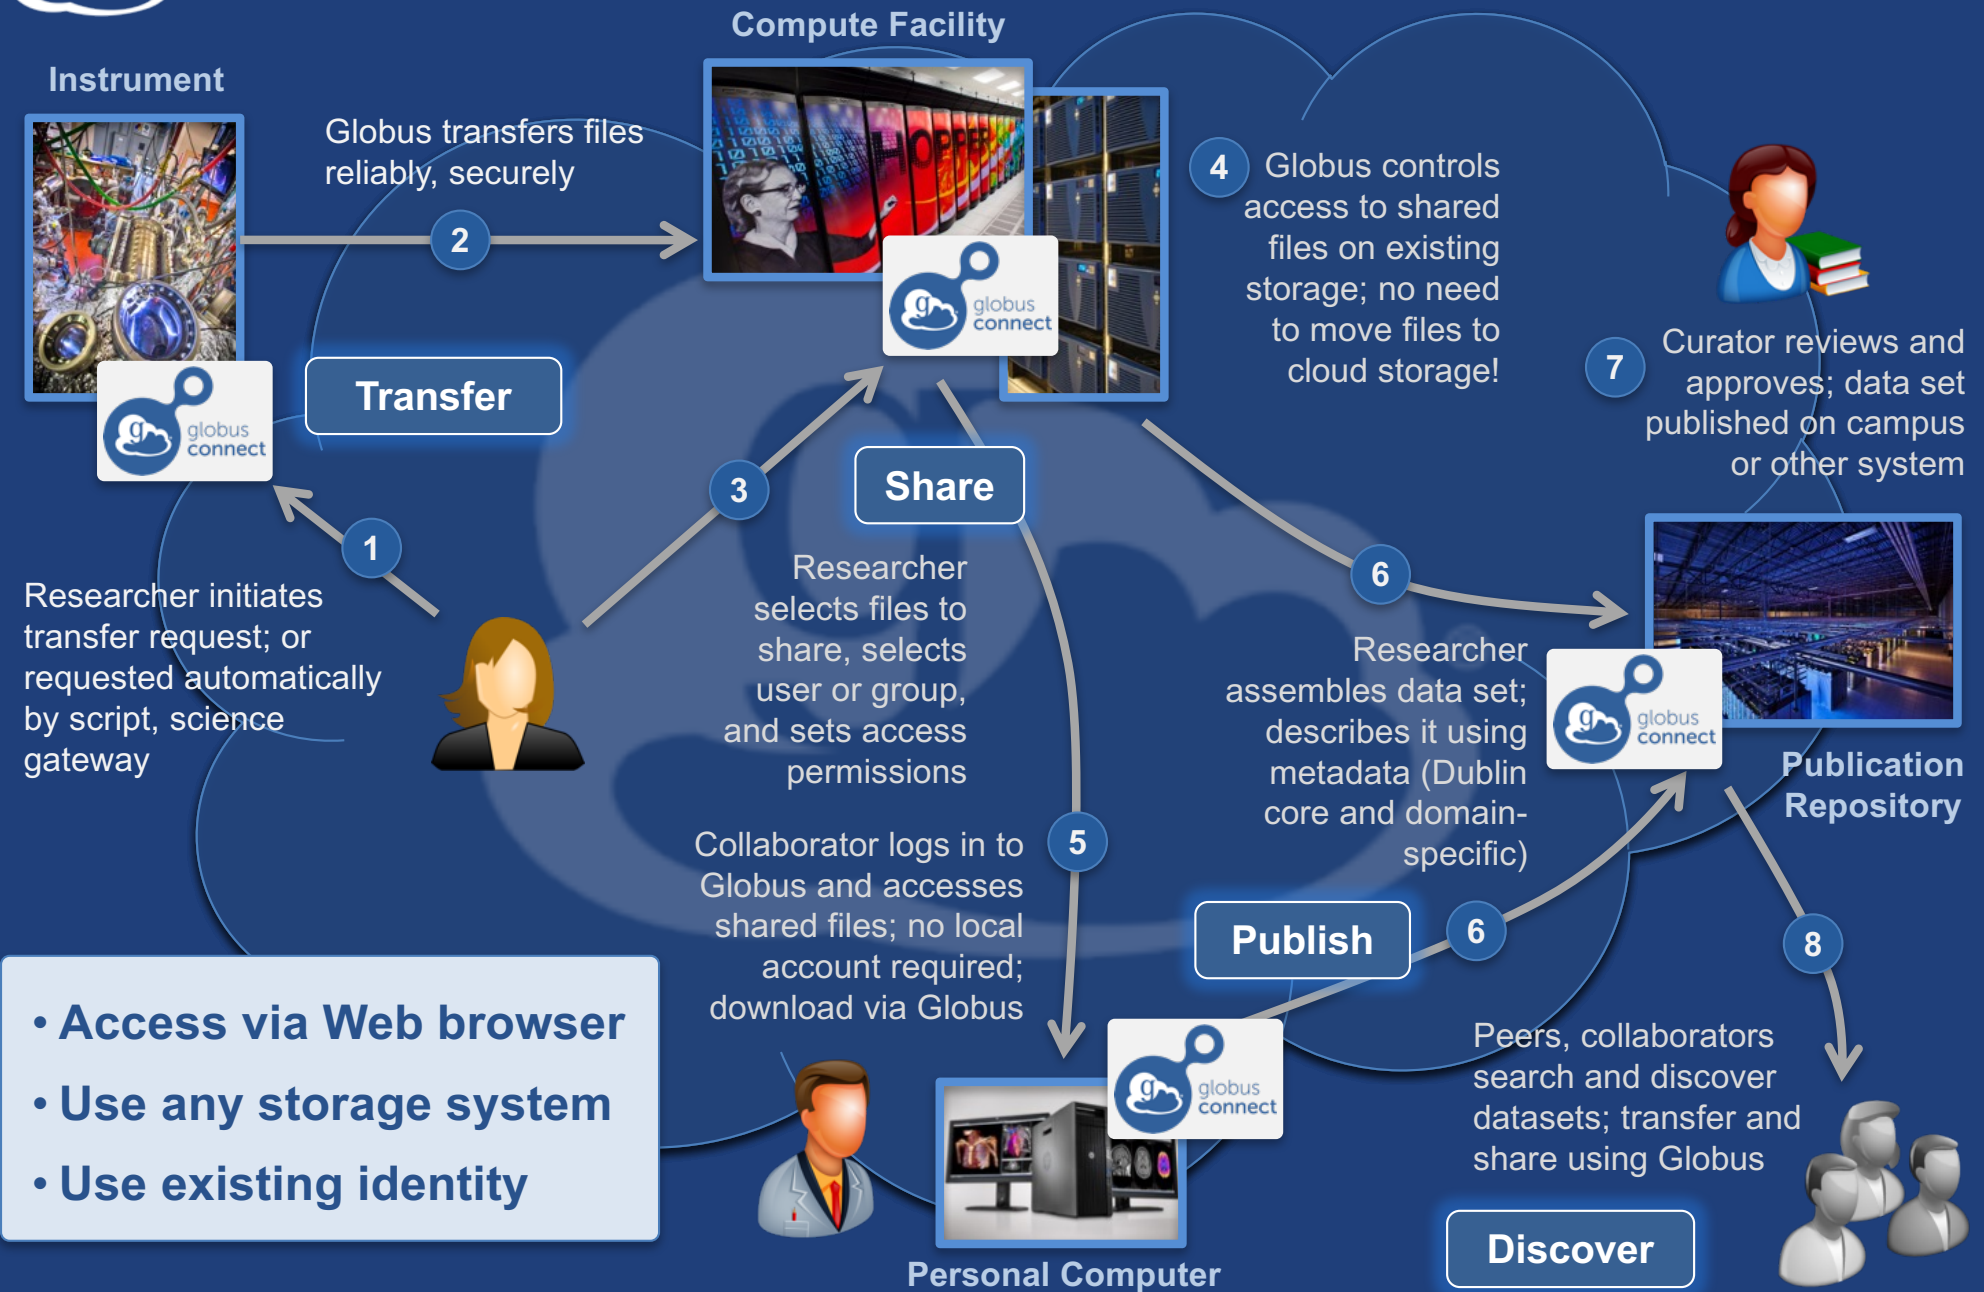 Compute Facility
Instrument
Globus transfers files
reliably, securely
2
HOPPER
globus
connect
4
Globus controls
access to shared
files on existing
storage; no need
to move files to
cloud storage!
7
Curator reviews and
approves; data set
published on campus
or other system
g
globus
connect
Transfer
g
3
Share
1
Researcher initiates
transfer request; or
requested automatically
by script, science
gateway
Researcher
selects files to
share, selects
user or group,
and sets access
permissions
6
Researcher
assembles data set;
describes it using
metadata (Dublin
core and domain-
specific)
g
globus
connect
Publication
Repository
5
Collaborator logs in to
Globus and accesses
shared files; no local
account required;
download via Globus
Publish
6
8
• Access via Web browser
• Use any storage system
• Use existing identity
g
globus
connect
Personal Computer
Peers, collaborators
search and discover
datasets; transfer and
share using Globus
Discover